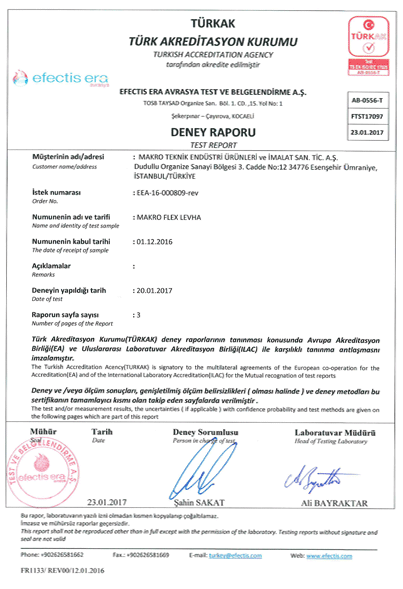 TÜRKAK
TÜRK AKREDİTASYON KURUMU
TURKISH ACCREDITATION AGENCY
tarafından akredite edilmiştir
TÜRKAK
AB-0556-T
efectis era
avrasya
EFECTIS ERA AVRASYA TEST VE BELGELENDİRME A.Ş.
TOSB TAYSAD Organize San. Böl. 1. CD. ,15. Yol No: 1
Şekerpınar – Çayırova, KOCAELİ
AB-0556-T
FTST17097
23.01.2017
DENEY RAPORU
TEST REPORT
Müşterinin adı/adresi : MAKRO TEKNİK ENDÜSTRİ ÜRÜNLERİ ve İMALAT SAN. TİC. A.Ş.
Customer name/address Dudullu Organize Sanayi Bölgesi 3. Cadde No:12 34776 Esenşehir Ümraniye,
İSTANBUL/TÜRKİYE
İstek numarası : EEA-16-000809-rev
Order No.
Numunenin adı ve tarifi : MAKRO FLEX LEVHA
Name and identity of test sample
Numunenin kabul tarihi : 01.12.2016
The date of receipt of sample
Açıklamalar :
Remarks
Deneyin yapıldığı tarih : 20.01.2017
Date of test
Raporun sayfa sayısı : 3
Number of pages of the Report
Türk Akreditasyon Kurumu(TÜRKAK) deney raporlarının tanınması konusunda Avrupa Akreditasyon
Birliği(EA) ve Uluslararası Laboratuvar Akreditasyon Birliği(ILAC) ile karşılıklı tanınma antlaşmasını
imzalamıştır.
The Turkish Accreditation Agency(TURKAK) is signatory to the multilateral agreements of the European co-operation for the
Accreditation(EA) and of the International Laboratory Accreditation(ILAC) for the Mutual recognation of test reports
Deney ve /veya ölçüm sonuçları, genişletilmiş ölçüm belirsizlikleri ( olması halinde ) ve deney metodları bu
sertifikanın tamamlayıcı kısmı olan takip eden sayfalarda verilmiştir .
The test and/or measurement results, the uncertainties ( if applicable ) with confidence probability and test methods are given on
the following pages which are part of this report
Mühür Tarih Deney Sorumlusu Laboratuvar Müdürü
Seal Date Person in charge of test Head of Testing Laboratory
TEST VE BELGELENDİRME A.Ş.
efectis era
23.01.2017 Şahin SAKAT Ali BAYRAKTAR
Bu rapor, laboratuvarın yazılı izni olmadan kısmen kopyalanıp çoğaltılamaz.
İmzasız ve mühürsüz raporlar geçersizdir.
This report shall not be reproduced other than in full except with the permission of the laboratory. Testing reports without signature and
seal are not valid
Phone: +902626581662 Fax.: +902626581669 E-mail: turkey@efectis.com Web: www.efectis.com
FR1133/ REV00/12.01.2016